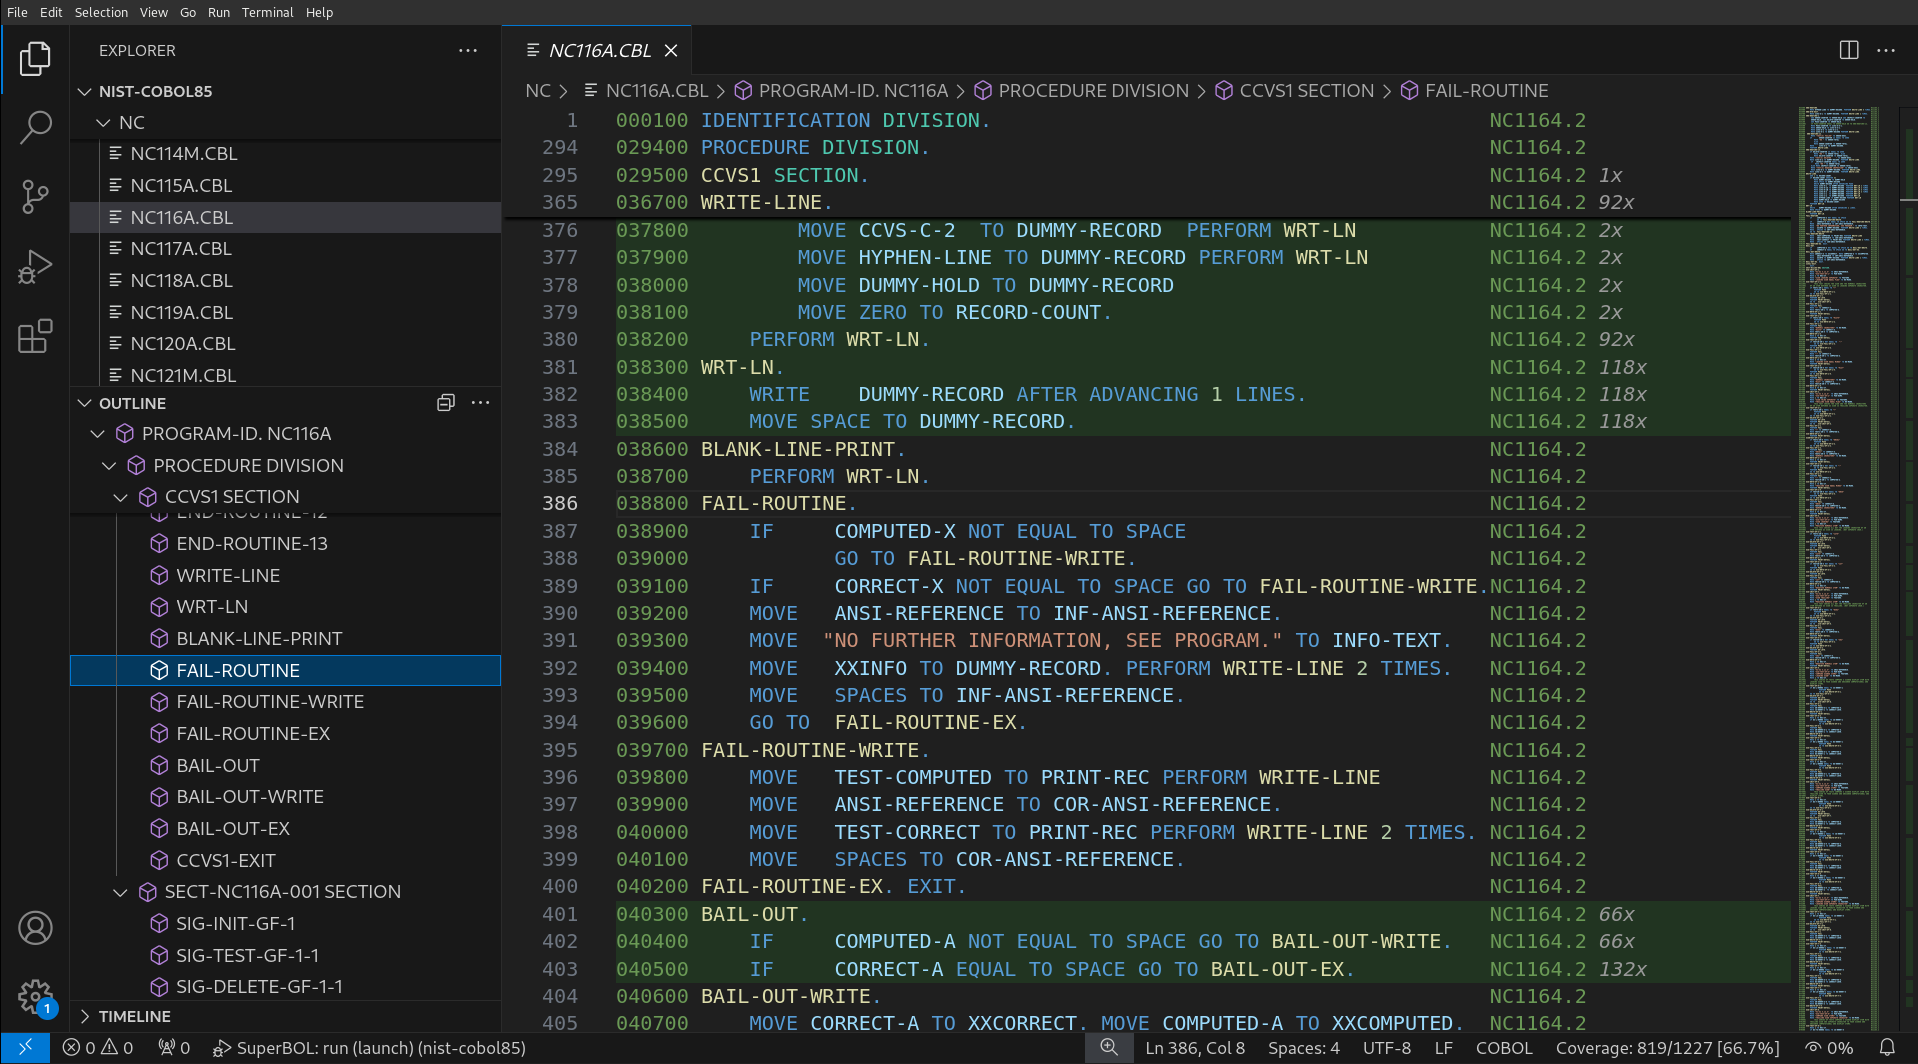 File Edit Selection View Go Run Terminal Help
EXPLORER
NIST-COBOL85
NC
NC114M.CBL
NC115A.CBL
NC116A.CBL
NC117A.CBL
NC118A.CBL
NC119A.CBL
NC120A.CBL
NC121M.CBL
OUTLINE
PROGRAM-ID. NC116A
PROCEDURE DIVISION
CCVS1 SECTION
END-ROUTINE-12
END-ROUTINE-13
WRITE-LINE
WRT-LN
BLANK-LINE-PRINT
FAIL-ROUTINE
FAIL-ROUTINE-WRITE
FAIL-ROUTINE-EX
BAIL-OUT
BAIL-OUT-WRITE
BAIL-OUT-EX
CCVS1-EXIT
SECT-NC116A-001 SECTION
SIG-INIT-GF-1
SIG-TEST-GF-1-1
SIG-DELETE-GF-1-1
TIMELINE
NC116A.CBL
NC > NC116A.CBL > PROGRAM-ID. NC116A > PROCEDURE DIVISION > CCVS1 SECTION > FAIL-ROUTINE
1 000100 IDENTIFICATION DIVISION. NC1164.2
294 029400 PROCEDURE DIVISION. NC1164.2
295 029500 CCVS1 SECTION. NC1164.2 1x
365 036700 WRITE-LINE. NC1164.2 92x
376 037800 MOVE CCVS-C-2 TO DUMMY-RECORD PERFORM WRT-LN NC1164.2 2x
377 037900 MOVE HYPHEN-LINE TO DUMMY-RECORD PERFORM WRT-LN NC1164.2 2x
378 038000 MOVE DUMMY-HOLD TO DUMMY-RECORD NC1164.2 2x
379 038100 MOVE ZERO TO RECORD-COUNT. NC1164.2 2x
380 038200 PERFORM WRT-LN. NC1164.2 92x
381 038300 WRT-LN. NC1164.2 118x
382 038400 WRITE DUMMY-RECORD AFTER ADVANCING 1 LINES. NC1164.2 118x
383 038500 MOVE SPACE TO DUMMY-RECORD. NC1164.2 118x
384 038600 BLANK-LINE-PRINT. NC1164.2
385 038700 PERFORM WRT-LN. NC1164.2
386 038800 FAIL-ROUTINE. NC1164.2
387 038900 IF COMPUTED-X NOT EQUAL TO SPACE NC1164.2
388 039000 GO TO FAIL-ROUTINE-WRITE. NC1164.2
389 039100 IF CORRECT-X NOT EQUAL TO SPACE GO TO FAIL-ROUTINE-WRITE.NC1164.2
390 039200 MOVE ANSI-REFERENCE TO INF-ANSI-REFERENCE. NC1164.2
391 039300 MOVE "NO FURTHER INFORMATION, SEE PROGRAM." TO INFO-TEXT. NC1164.2
392 039400 MOVE XXINFO TO DUMMY-RECORD. PERFORM WRITE-LINE 2 TIMES. NC1164.2
393 039500 MOVE SPACES TO INF-ANSI-REFERENCE. NC1164.2
394 039600 GO TO FAIL-ROUTINE-EX. NC1164.2
395 039700 FAIL-ROUTINE-WRITE. NC1164.2
396 039800 MOVE TEST-COMPUTED TO PRINT-REC PERFORM WRITE-LINE NC1164.2
397 039900 MOVE ANSI-REFERENCE TO COR-ANSI-REFERENCE. NC1164.2
398 040000 MOVE TEST-CORRECT TO PRINT-REC PERFORM WRITE-LINE 2 TIMES. NC1164.2
399 040100 MOVE SPACES TO COR-ANSI-REFERENCE. NC1164.2
400 040200 FAIL-ROUTINE-EX. EXIT. NC1164.2
401 040300 BAIL-OUT. NC1164.2 66x
402 040400 IF COMPUTED-A NOT EQUAL TO SPACE GO TO BAIL-OUT-WRITE. NC1164.2 66x
403 040500 IF CORRECT-A EQUAL TO SPACE GO TO BAIL-OUT-EX. NC1164.2 132x
404 040600 BAIL-OUT-WRITE. NC1164.2
405 040700 MOVE CORRECT-A TO XXCORRECT. MOVE COMPUTED-A TO XXCOMPUTED. NC1164.2
1
0 0 0 SuperBOL: run (launch) (nist-cobol85) Ln 386, Col 8 Spaces: 4 UTF-8 LF COBOL Coverage: 819/1227 [66.7%] 0%